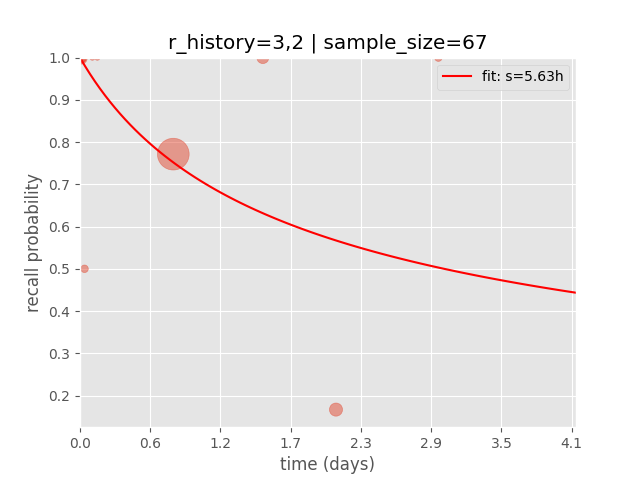 r_history=3,2 | sample_size=67
fit: s=5.63h
1.0
0.9
0.8
0.7
0.6
0.5
0.4
0.3
0.2
recall probability
0.0 0.6 1.2 1.7 2.3 2.9 3.5 4.1
time (days)